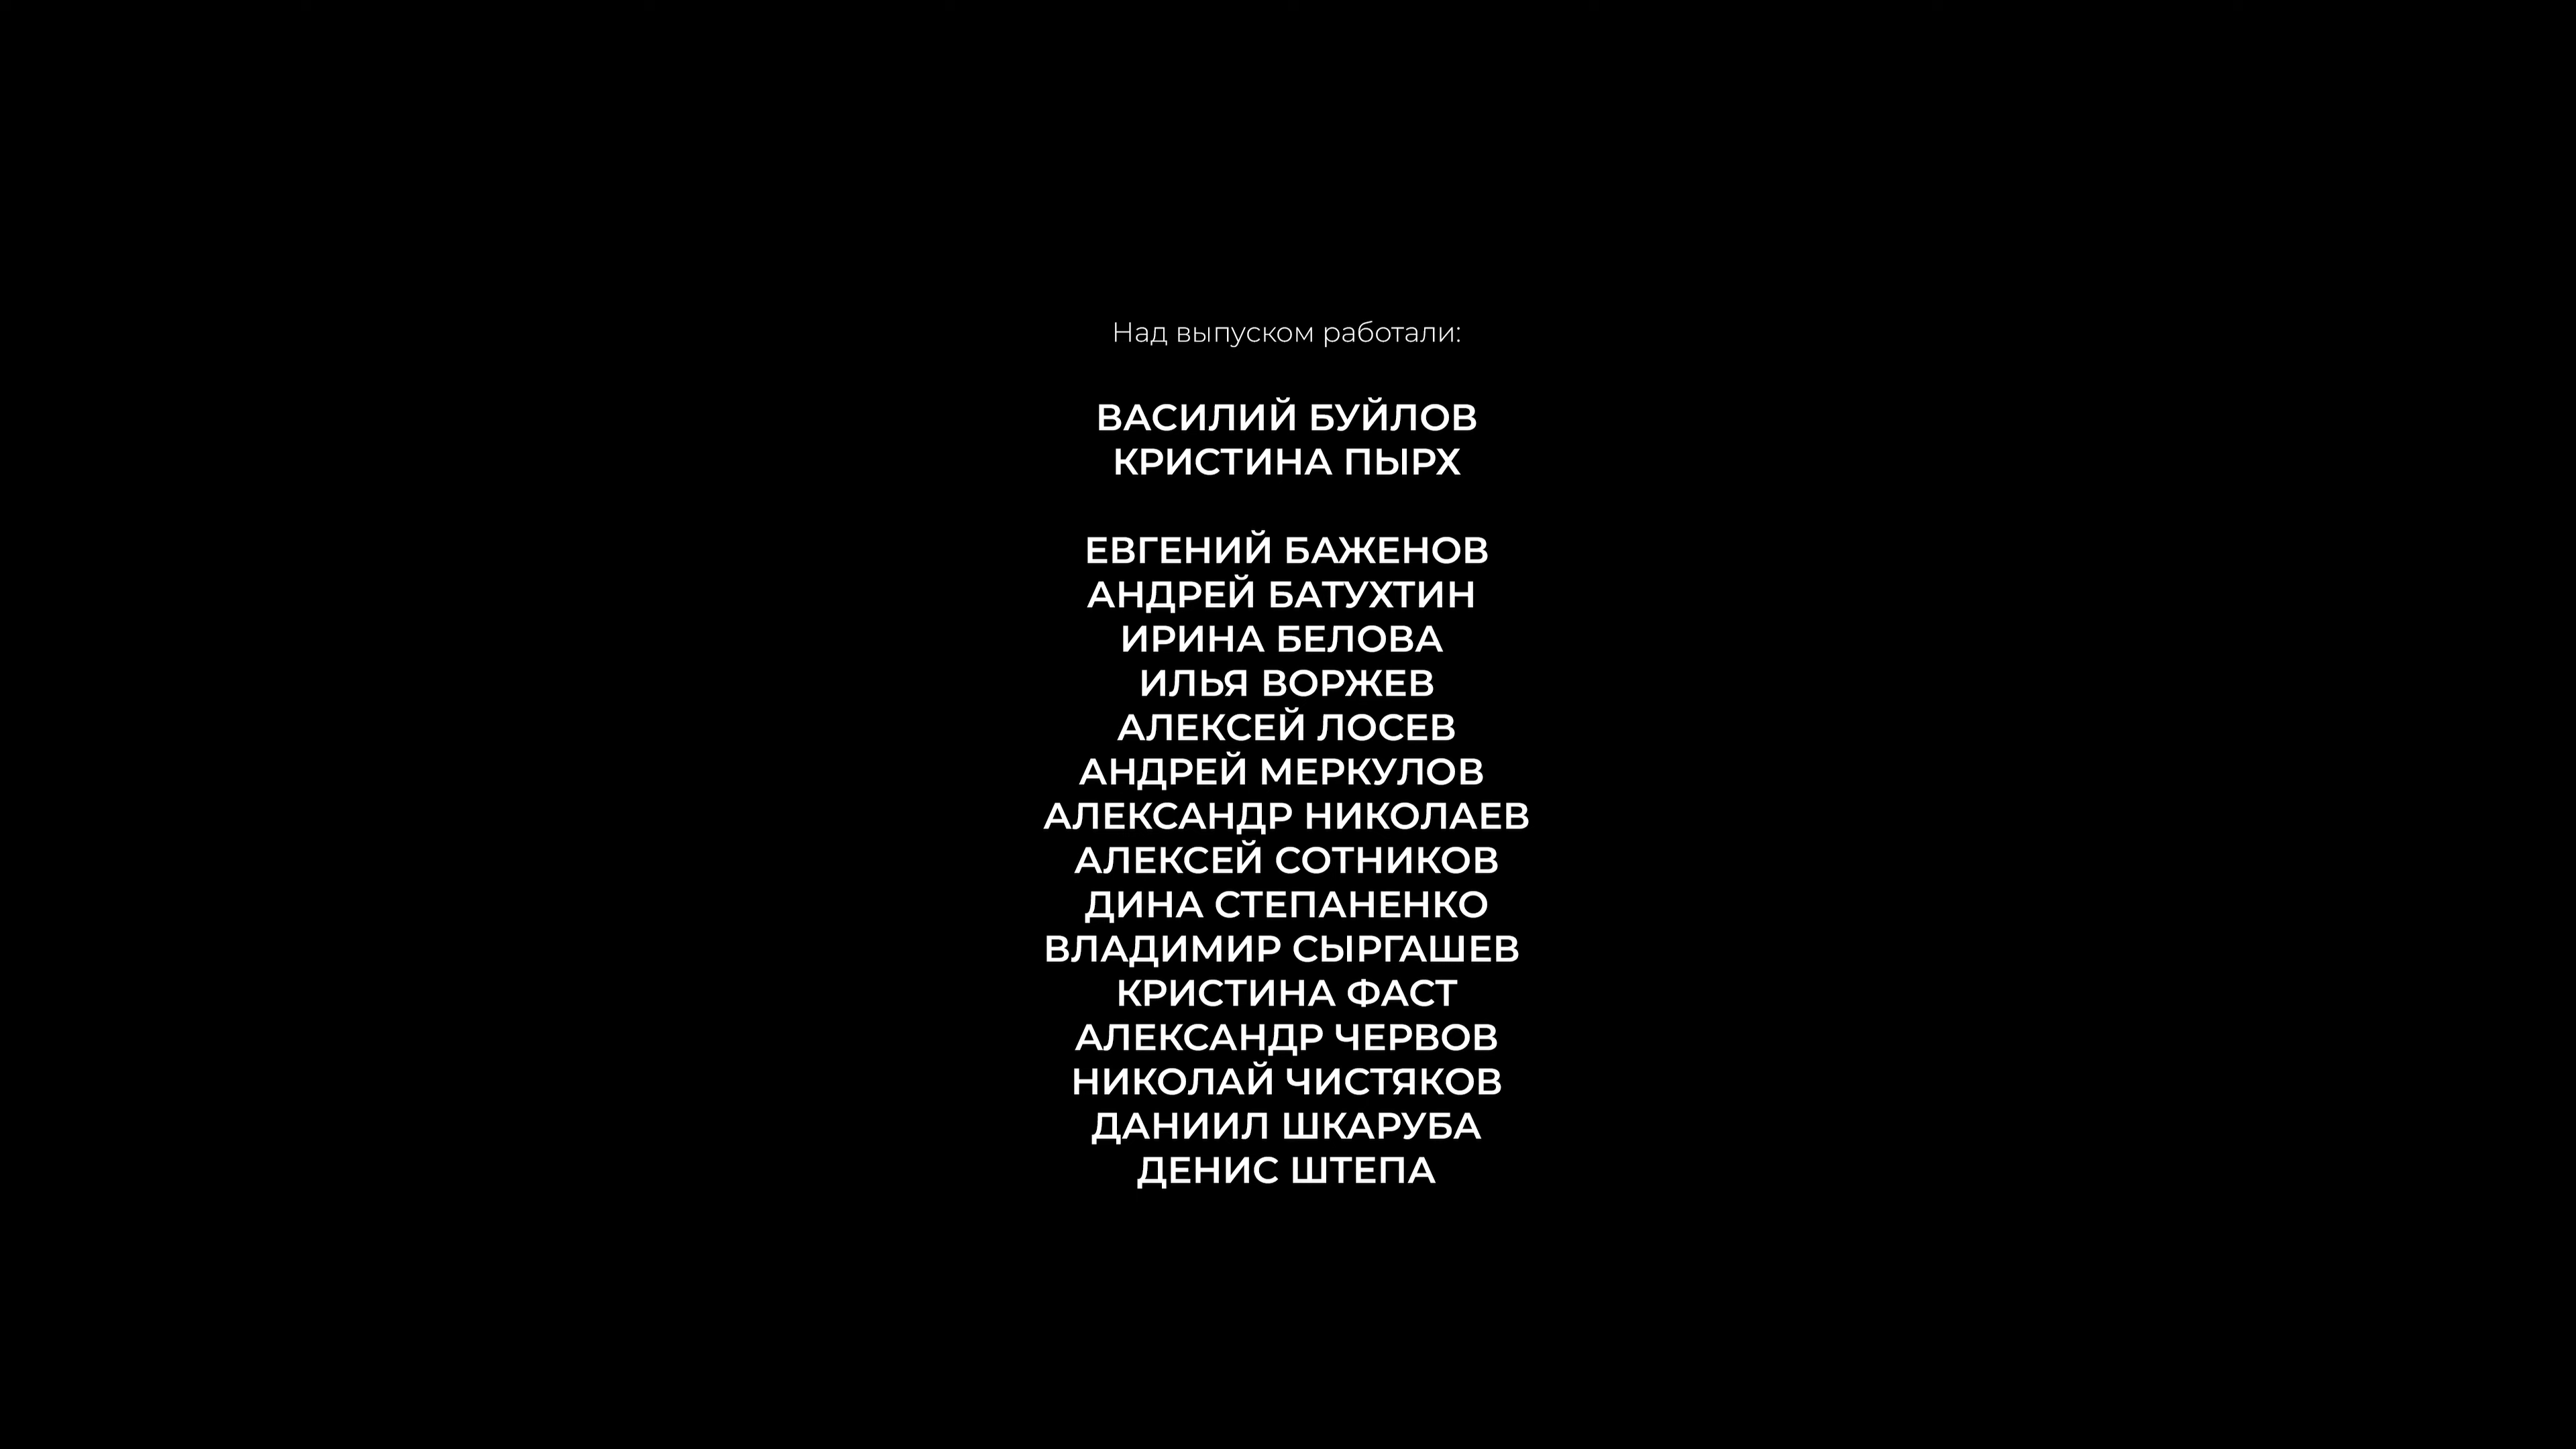 Над выпуском работали:
ВАСИЛИЙ БУЙЛОВ
КРИСТИНА ПЫРХ
ЕВГЕНИЙ БАЖЕНОВ
АНДРЕЙ БАТУХТИН
ИРИНА БЕЛОВА
ИЛЬЯ ВОРЖЕВ
АЛЕКСЕЙ ЛОСЕВ
АНДРЕЙ МЕРКУЛОВ
АЛЕКСАНДР НИКОЛАЕВ
АЛЕКСЕЙ СОТНИКОВ
ДИНА СТЕПАНЕНКО
ВЛАДИМИР СЫРГАШЕВ
КРИСТИНА ФАСТ
АЛЕКСАНДР ЧЕРВОВ
НИКОЛАЙ ЧИСТЯКОВ
ДАНИИЛ ШКАРУБА
ДЕНИС ШТЕПА